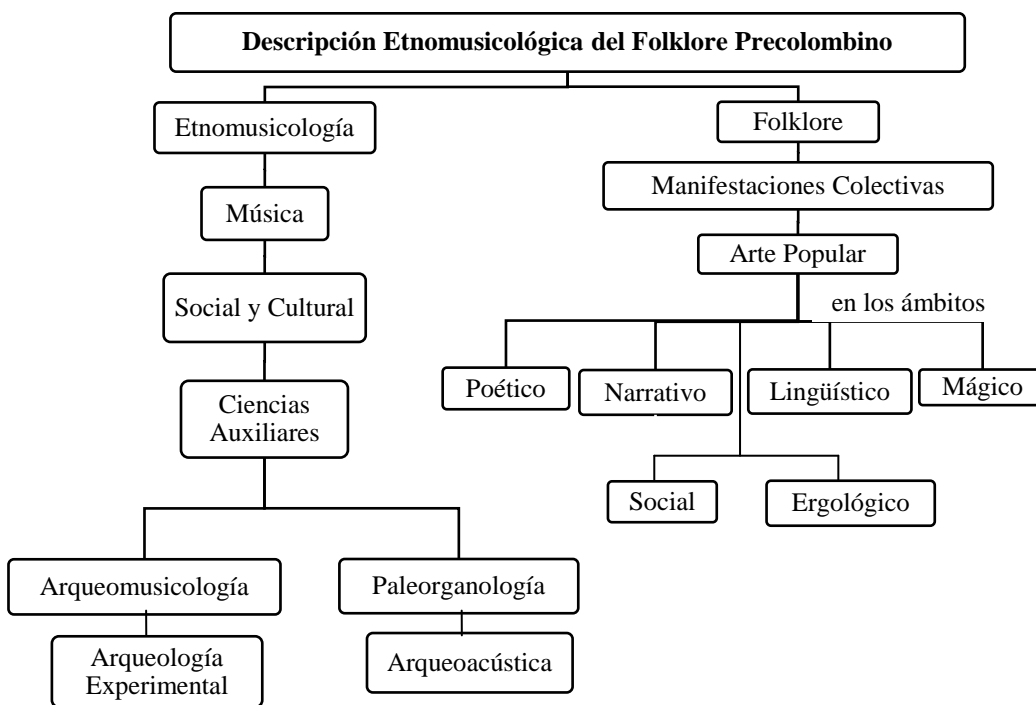 Descripción Etnomusicológica del Folklore Precolombino
Etnomusicología
Folklore
Música
Manifestaciones Colectivas
Social y Cultural
Arte Popular
en los ámbitos
Poético
Narrativo
Lingüístico
Mágico
Ciencias
Auxiliares
Social
Ergológico
Arqueomusicología
Paleorganología
Arqueología
Experimental
Arqueoacústica